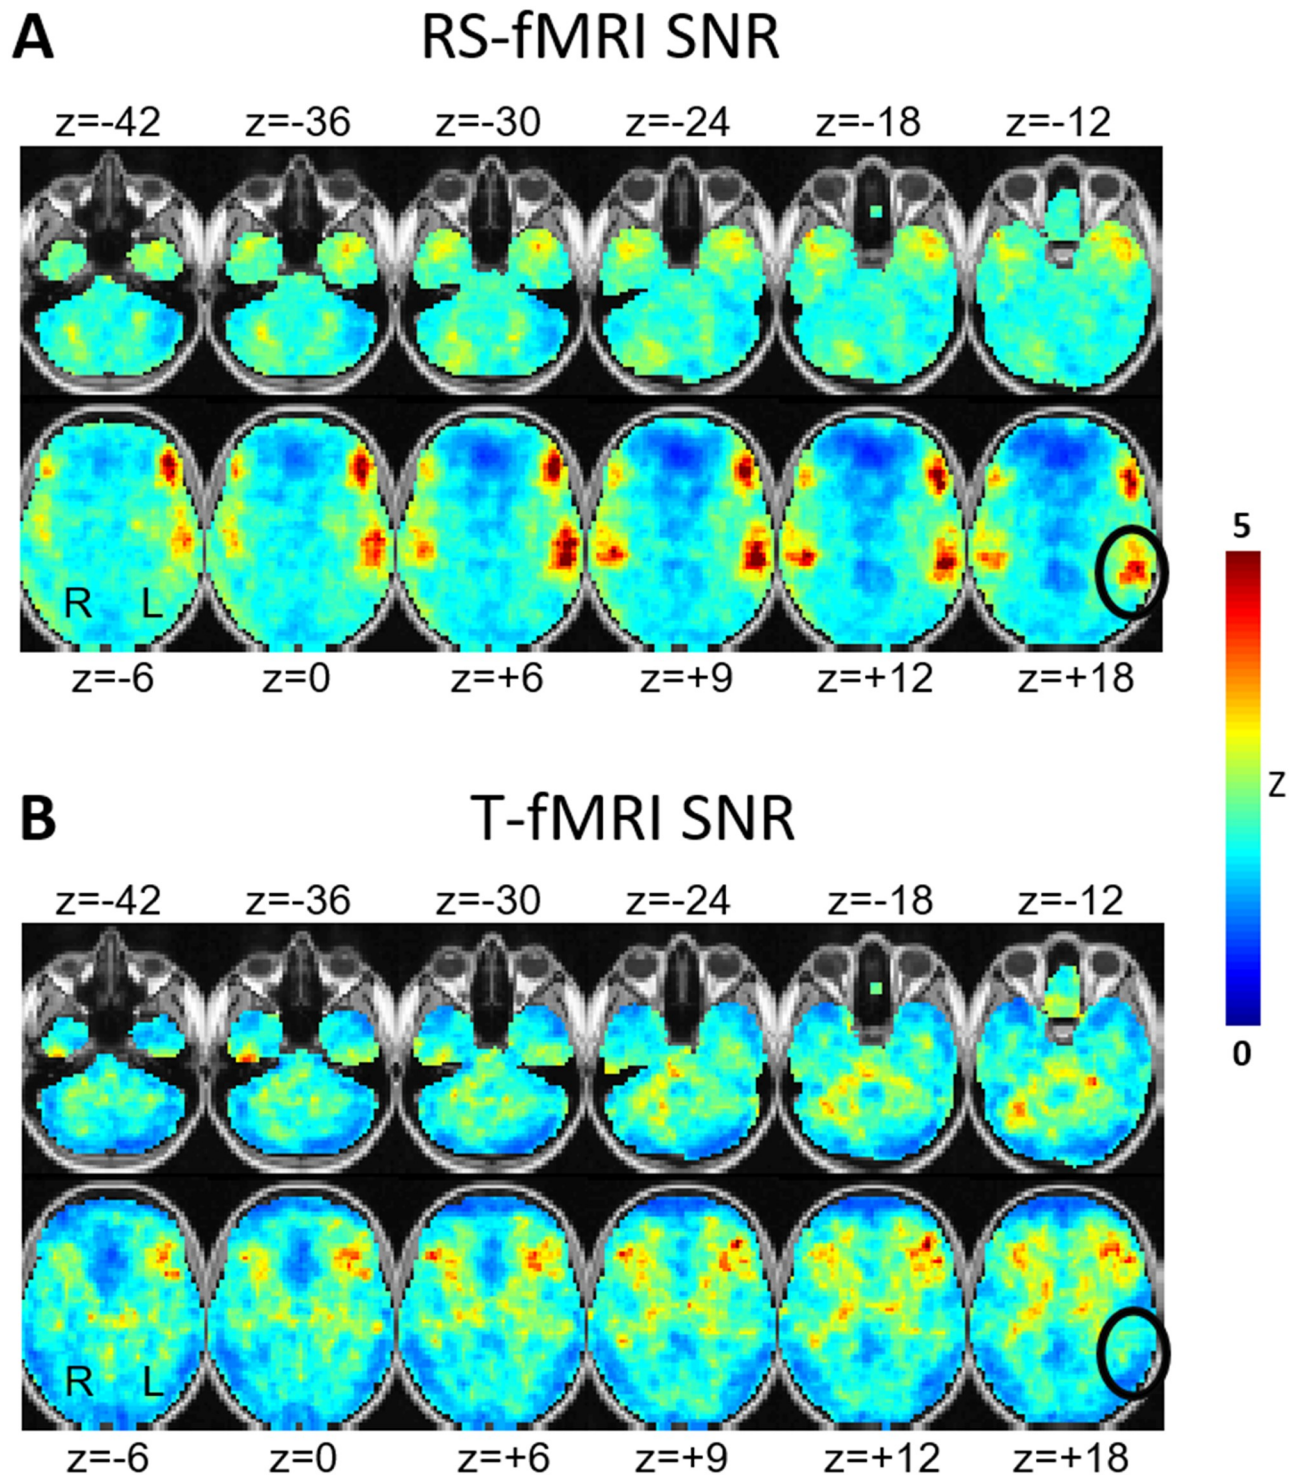 A RS-fMRI SNR
z=-42 z=-36 z=-30 z=-24 z=-18 z=-12
R L
z=-6 z=0 z=+6 z=+9 z=+12 z=+18
5
Z
0
B T-fMRI SNR
z=-42 z=-36 z=-30 z=-24 z=-18 z=-12
R L
z=-6 z=0 z=+6 z=+9 z=+12 z=+18